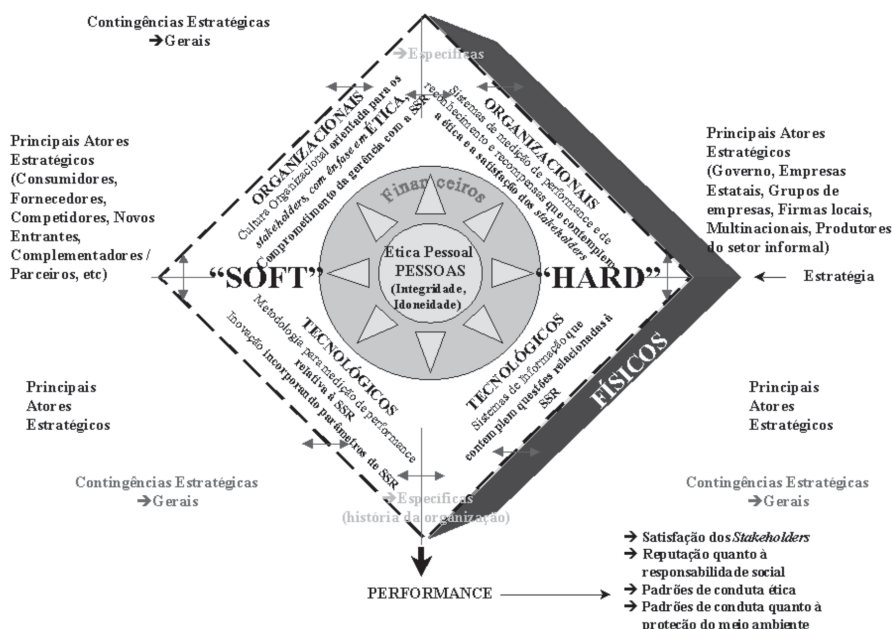 Contingências Estratégicas
➔Gerais
➔Específicas
Principais Atores
Estratégicos
(Consumidores,
Fornecedores,
Competidores, Novos
Entrantes,
Complementadores /
Parceiros, etc)
ORGANIZACIONAIS
Cultura Organizacional orientada para os
stakeholders, com ênfase em ÉTICA,
Comprometimento da gerência com a SSR
ORGANIZACIONAIS
Sistemas de medição de performance e de
reconhecimento e recompensas que contemplem
a ética e a satisfação dos stakeholders
Principais Atores
Estratégicos
(Governo, Empresas
Estatais, Grupos de
empresas, Firmas locais,
Multinacionais, Produtores
do setor informal)
Financeiros
Etica Pessoal
PESSOAS
(Integridade,
Idoneidade)
“SOFT”
“HARD”
Estratégia
TECNOLÓGICOS
Metodologia para medição de performance
relativa à SSR
Inovação incorporando parâmetros de SSR
TECNOLÓGICOS
Sistemas de Informação que
contemplem questões relacionadas à
SSR
FÍSICOS
Principais
Atores
Estratégicos
Principais
Atores
Estratégicos
Contingências Estratégicas
➔Gerais
➔Específicas
(história da organização)
Contingências Estratégicas
➔Gerais
PERFORMANCE
➔ Satisfação dos Stakeholders
➔ Reputação quanto à
responsabilidade social
➔ Padrões de conduta ética
➔ Padrões de conduta quanto à
proteção do meio ambiente